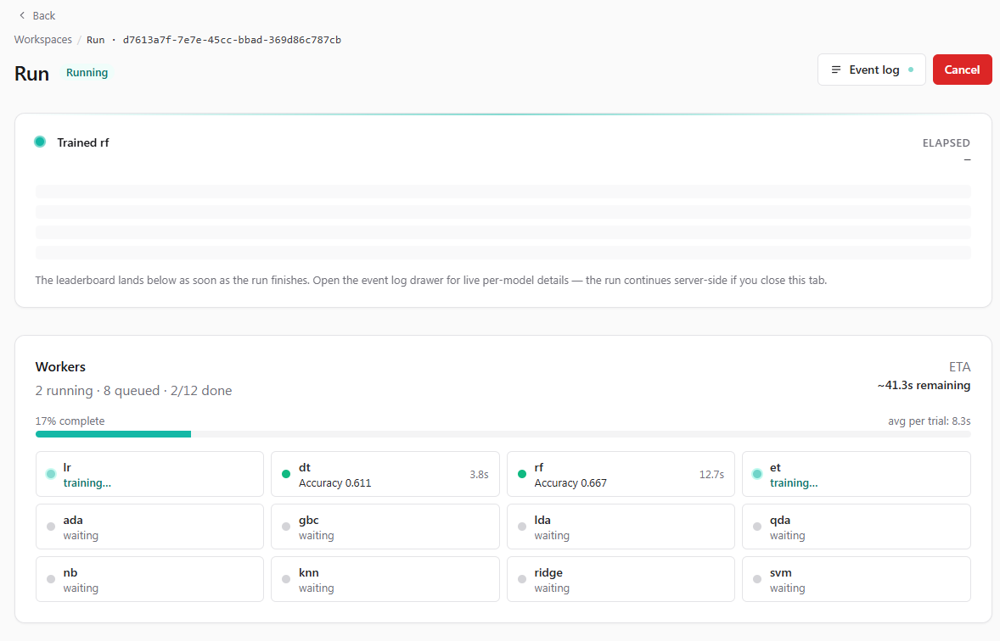 Back
Workspaces / Run · d7613a7f-7e7e-45cc-bbad-369d86c787cb
Run Running
Event log Cancel
Trained rf
ELAPSED
–
The leaderboard lands below as soon as the run finishes. Open the event log drawer for live per-model details — the run continues server-side if you close this tab.
Workers
ETA
2 running · 8 queued · 2/12 done
~41.3s remaining
17% complete
avg per trial: 8.3s
lr
training...
dt
Accuracy 0.611
3.8s
rf
Accuracy 0.667
12.7s
et
training...
ada
waiting
gbc
waiting
lda
waiting
qda
waiting
nb
waiting
knn
waiting
ridge
waiting
svm
waiting